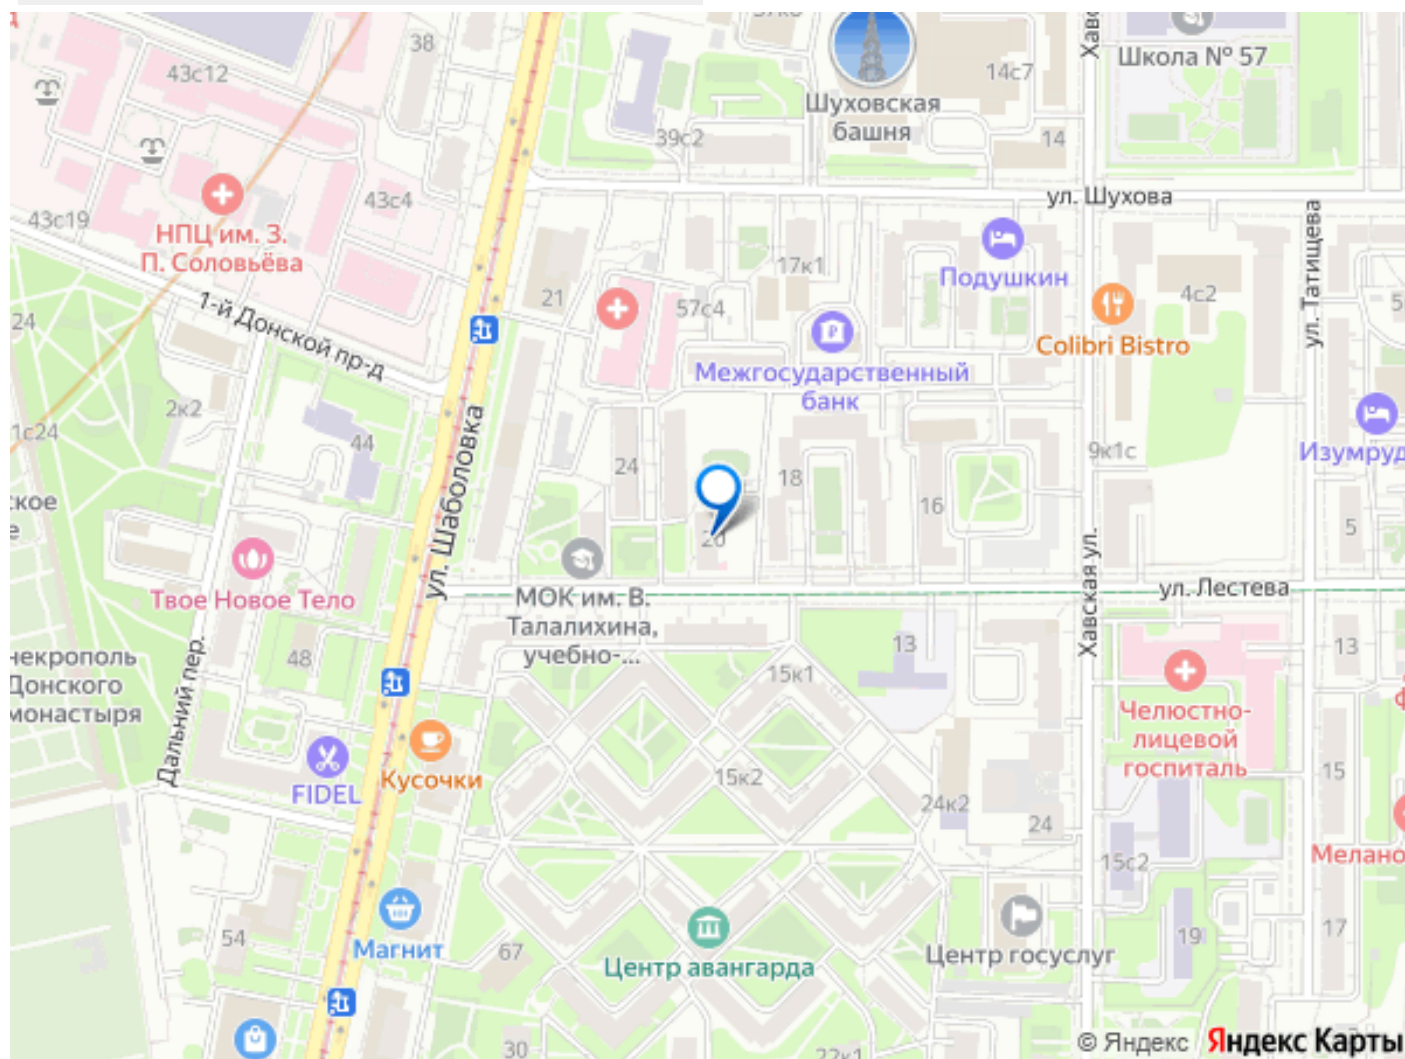 38
43с12
14с7
Школа № 57
Шуховская
башня
39с2
14
43с4
43с19
ул. Шухова
НПЦ им. З.
П. Соловьёва
17к1
Подушкин
ул. Татищева
21
57с4
4с2
5
24
1-й Донской пр-д
Colibri Bistro
Межгосударственный
банк
2к2
1с24
44
ул. Шаболовка
24
18
16
9к1с
Изумруд
ское
20
5
Твое Новое Тело
МОК им. В.
Талалихина,
учебно-...
Хавская ул.
ул. Лестева
некрополь
Донского
монастыря
Дальний пер.
48
15к1
13
13
Челюстно-
лицевой
госпиталь
FIDEL
Кусочки
15к2
24к2
24
15
15с2
Мелано
Магнит
54
67
Центр авангарда
Центр госуслуг
19
17
30
22к1
© Яндекс Яндекс Карты